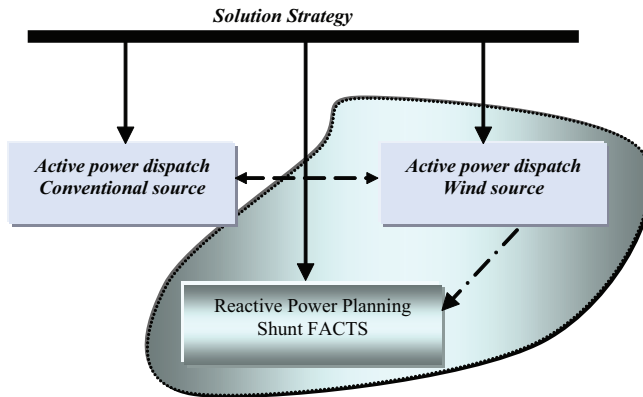 Solution Strategy
Active power dispatch
Conventional source
Active power dispatch
Wind source
Reactive Power Planning
Shunt FACTS